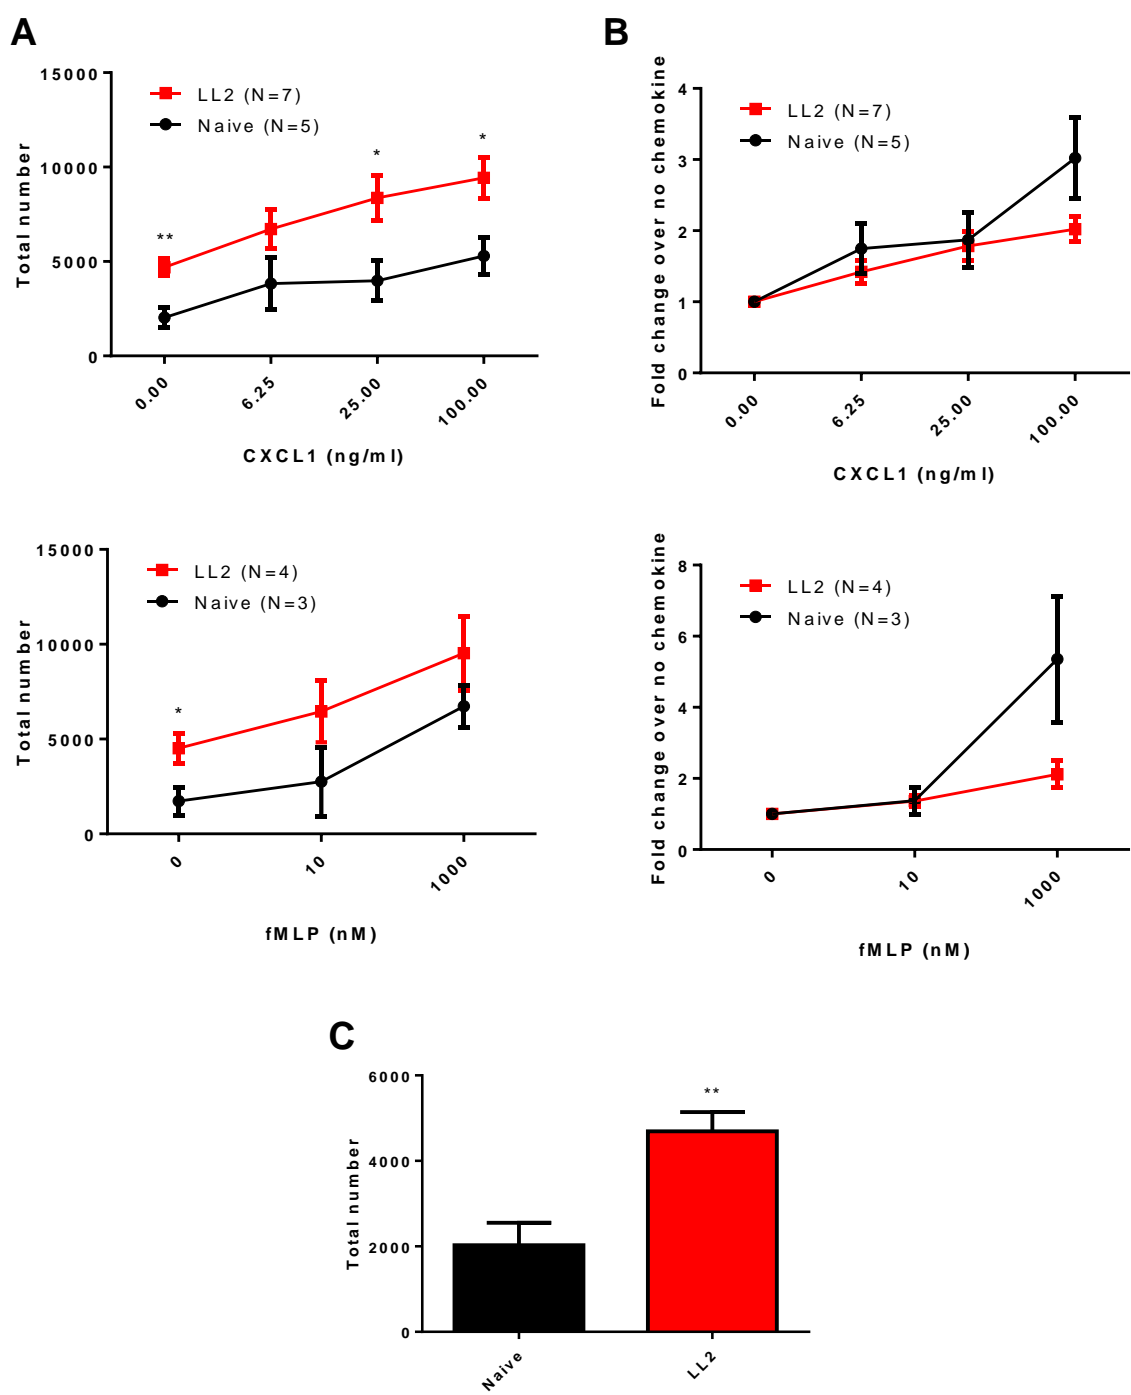 A
15000
10000
5000
0
Total number
LL2 (N=7)
Naive (N=5)
**
*
*
0.00
6.25
25.00
100.00
CXCL1 (ng/ml)
B
4
3
2
1
0
Fold change over no chemokine
LL2 (N=7)
Naive (N=5)
0.00
6.25
25.00
100.00
CXCL1 (ng/ml)
15000
10000
5000
0
Total number
LL2 (N=4)
Naive (N=3)
*
0
10
1000
fMLP (nM)
8
6
4
2
0
Fold change over no chemokine
LL2 (N=4)
Naive (N=3)
0
10
1000
fMLP (nM)
C
6000
4000
2000
0
Total number
**
Naive
LL2